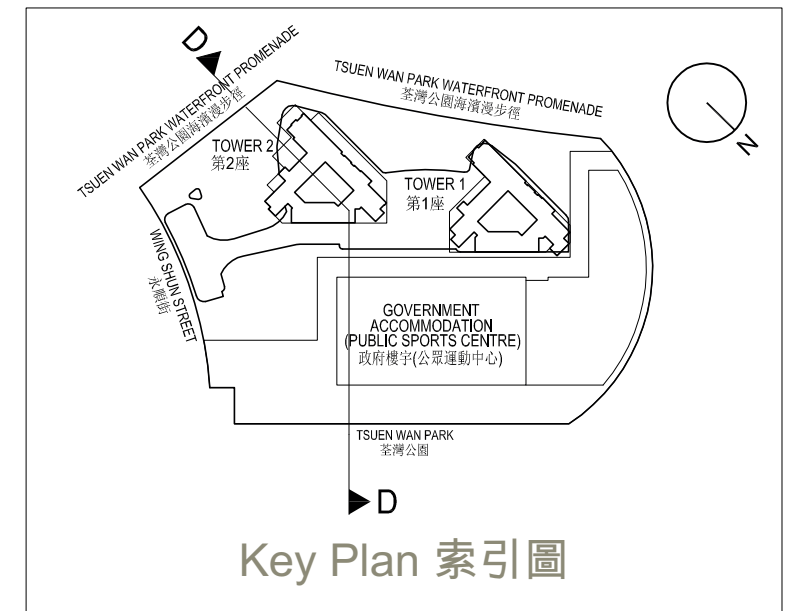 D
TSUEN WAN PARK WATERFRONT PROMENADE
荃灣公園海濱漫步徑
TSUEN WAN PARK WATERFRONT PROMENADE
荃灣公園海濱漫步徑
N
TOWER 2
第2座
TOWER 1
第1座
WING SHUN STREET
永順街
GOVERNMENT
ACCOMMODATION
(PUBLIC SPORTS CENTRE)
政府樓宇(公眾運動中心)
TSUEN WAN PARK
荃灣公園
D
Key Plan 索引圖